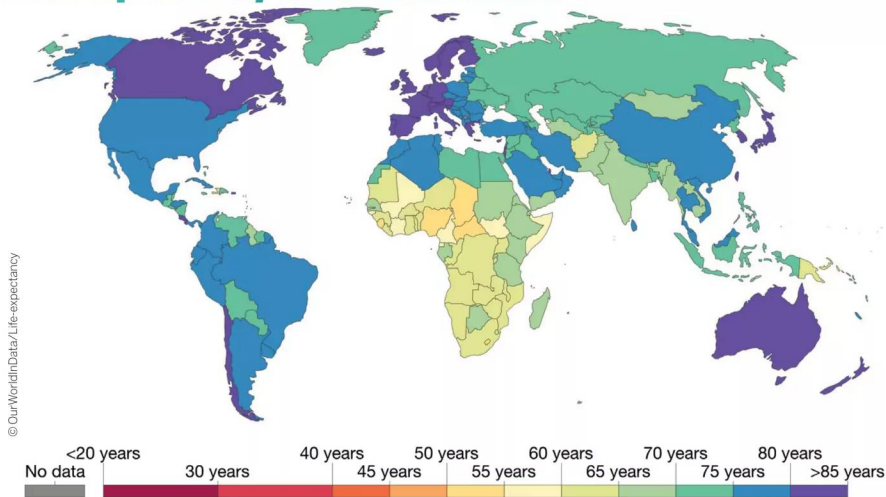 © OurWorldInData/Life-expectancy
<20 years 40 years 50 years 60 years 70 years 80 years
No data 30 years 45 years 55 years 65 years 75 years >85 years